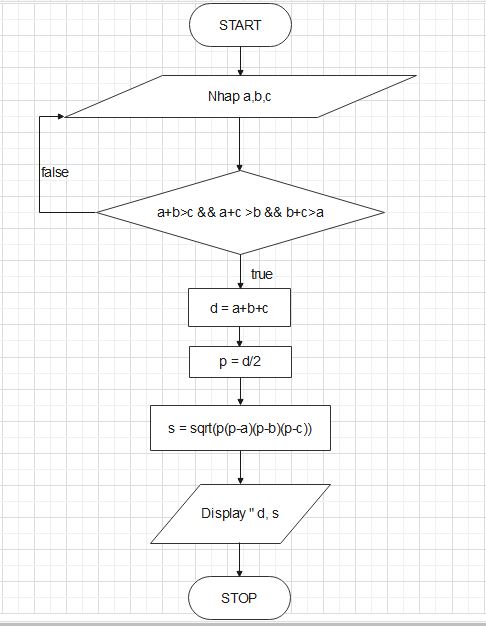 START
Nhap a,b,c
false
a+b>c && a+c >b && b+c>a
true
d = a+b+c
p = d/2
s = sqrt(p(p-a)(p-b)(p-c))
Display " d, s
STOP